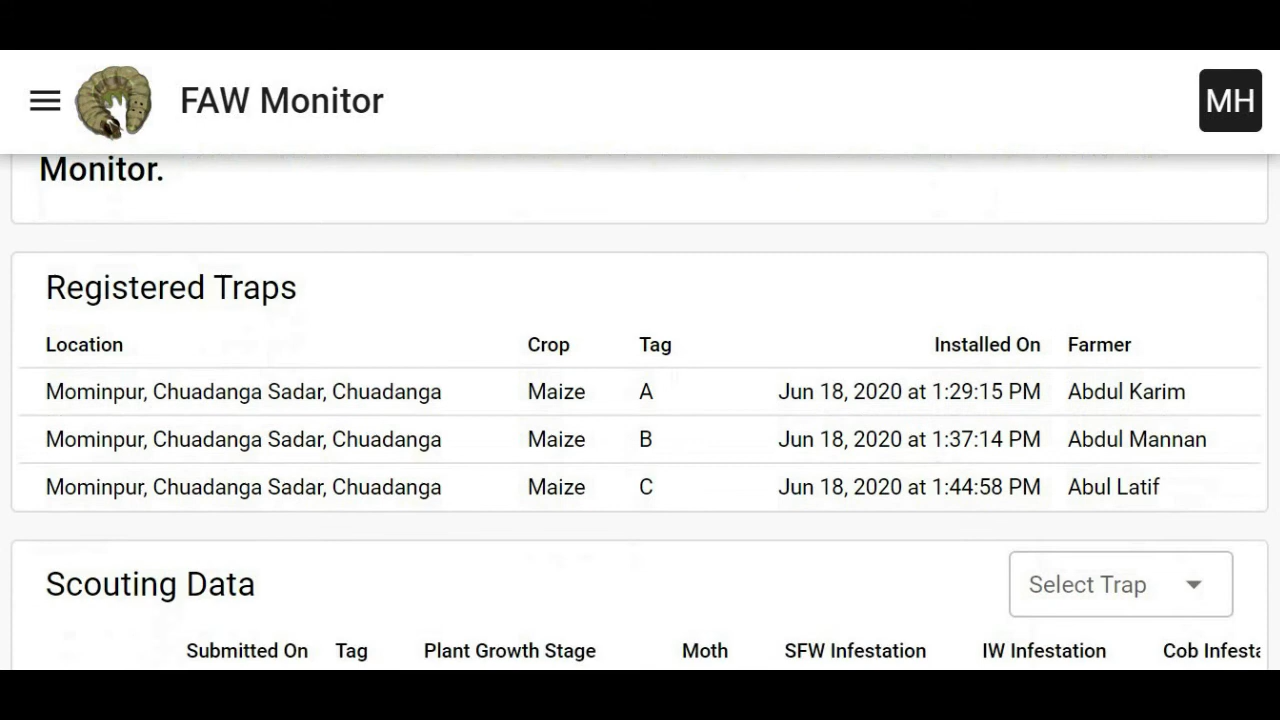 FAW Monitor
MH
Monitor.
Registered Traps
Location Crop Tag Installed On Farmer
Mominpur, Chuadanga Sadar, Chuadanga Maize A Jun 18, 2020 at 1:29:15 PM Abdul Karim
Mominpur, Chuadanga Sadar, Chuadanga Maize B Jun 18, 2020 at 1:37:14 PM Abdul Mannan
Mominpur, Chuadanga Sadar, Chuadanga Maize C Jun 18, 2020 at 1:44:58 PM Abul Latif
Scouting Data
Select Trap
Submitted On Tag Plant Growth Stage Moth SFW Infestation IW Infestation Cob